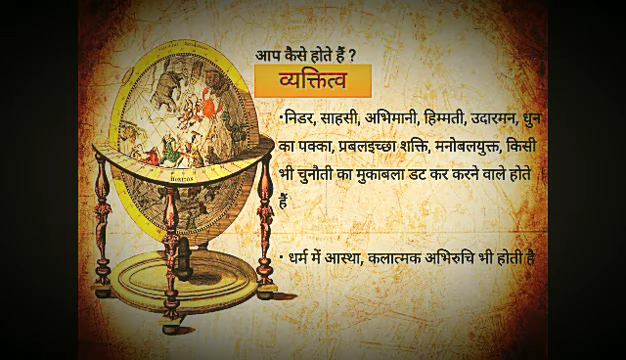 आप कैसे होते हैं ?
व्यक्तित्व
•निडर, साहसी, अभिमानी, हिम्मती, उदारमन, धुन
का पक्का, प्रबलइच्छा शक्ति, मनोबलयुक्त, किसी
भी चुनौती का मुकाबला डट कर करने वाले होते
हैं
• धर्म में आस्था, कलात्मक अभिरुचि भी होती है
HORIZON